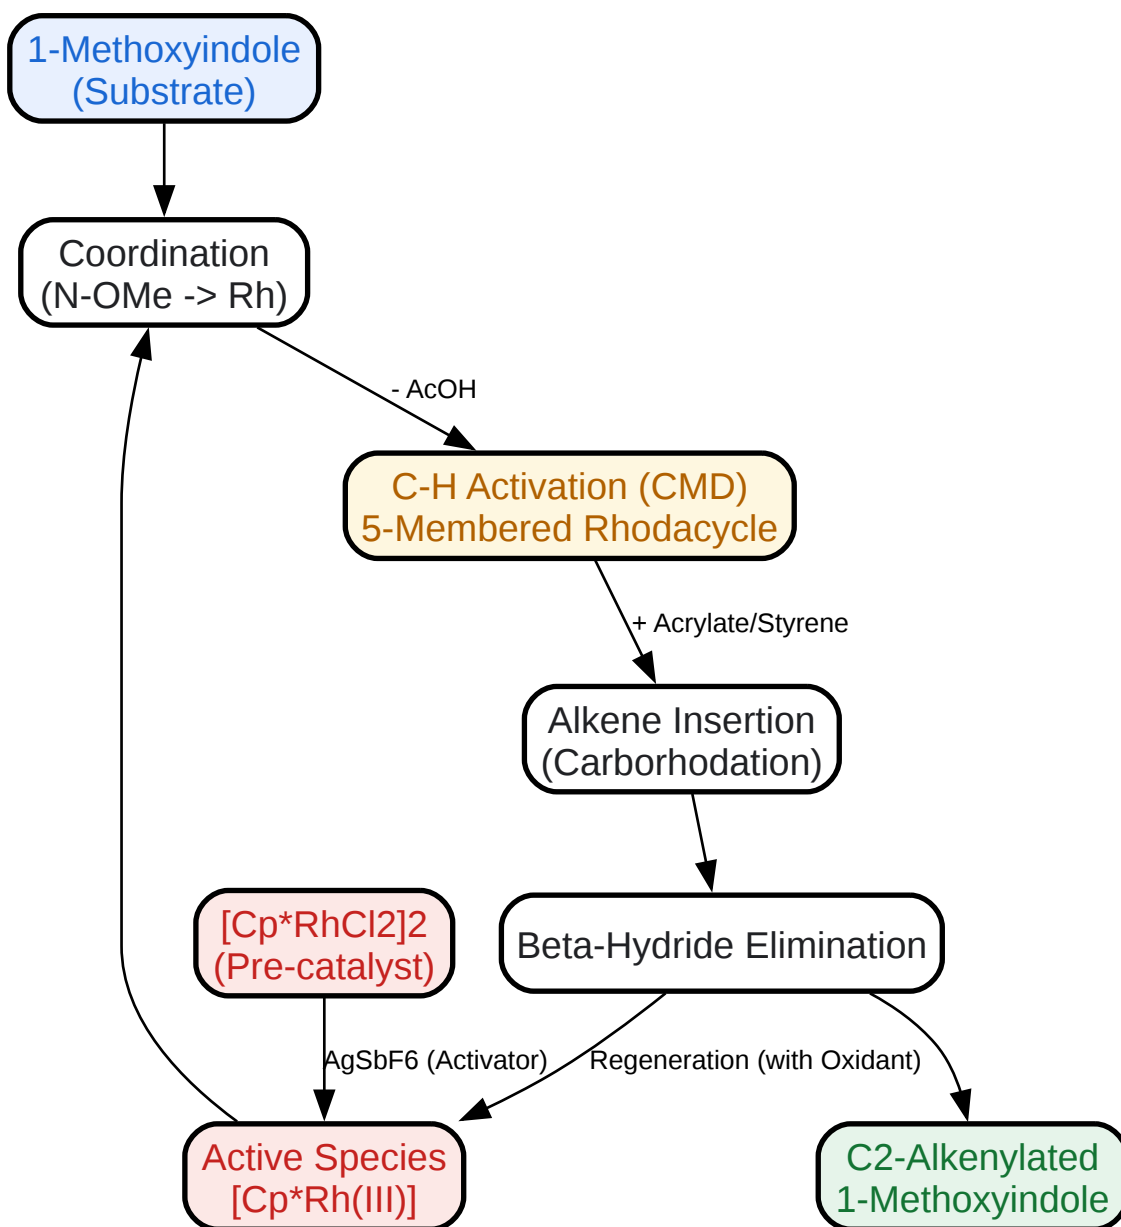 1-Methoxyindole
(Substrate)
Coordination
(N-OMe -> Rh)
- AcOH
C-H Activation (CMD)
5-Membered Rhodacycle
+ Acrylate/Styrene
Alkene Insertion
(Carborhodation)
[Cp*RhCl2]2
(Pre-catalyst)
Beta-Hydride Elimination
AgSbF6 (Activator)
Regeneration (with Oxidant)
Active Species
[Cp*Rh(III)]
C2-Alkenylated
1-Methoxyindole